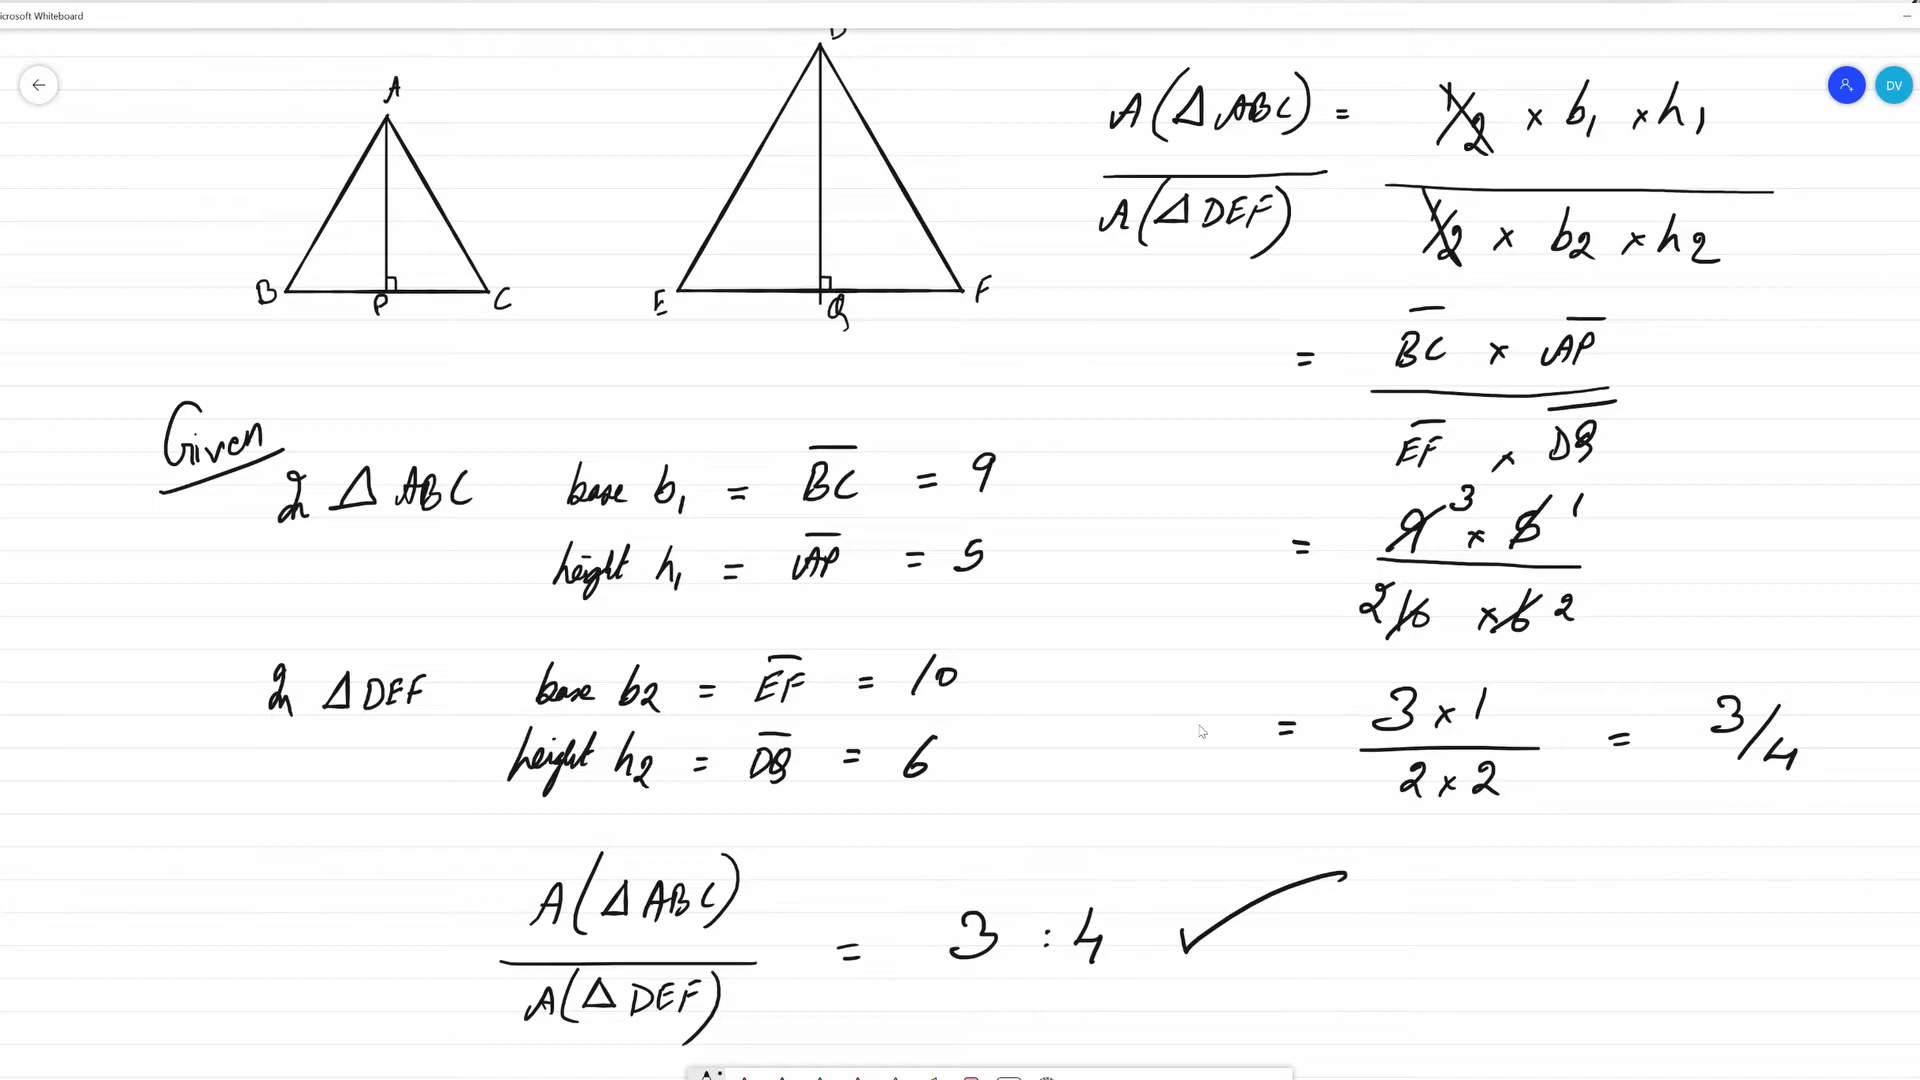 icrosoft Whiteboard
DV
A
B
P
C
D
E
Q
F
A(Δ ABC) = 1/2 × b1 × h1
A(Δ DEF) 1/2 × b2 × h2
= BC × AP
EF × DQ
= 9 3 × 5 1
2 10 × 6 2
= 3 × 1 = 3/4
2 × 2
Given
In Δ ABC base b1 = BC = 9
height h1 = AP = 5
In Δ DEF base b2 = EF = 10
height h2 = DQ = 6
A(Δ ABC) = 3 : 4 ✓
A(Δ DEF)